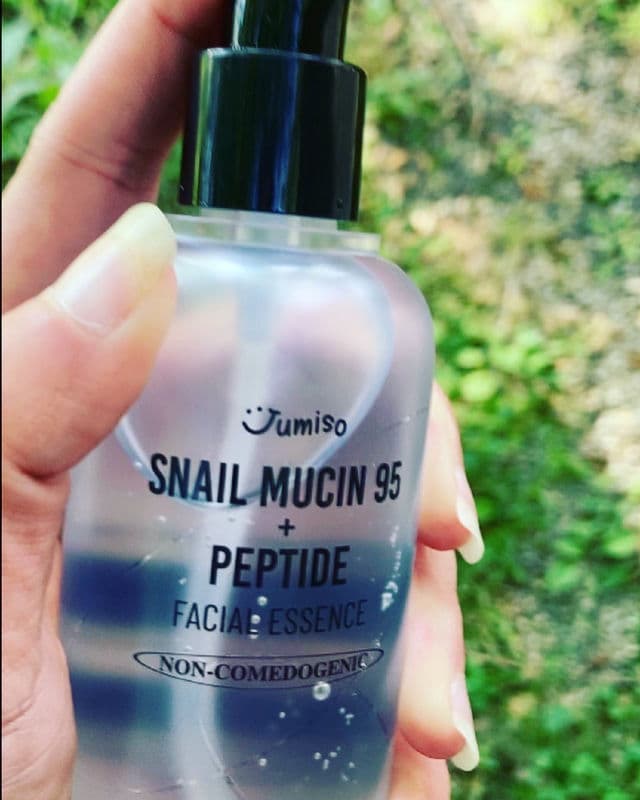 Jumiso
SNAIL MUCIN 95
+
PEPTIDE
FACIAL ESSENCE
NON-COMEDOGENIC